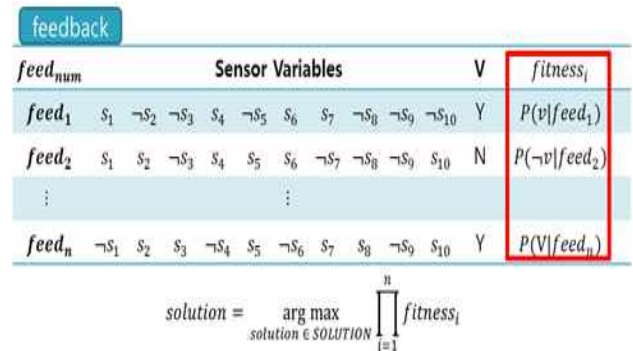 feedback
feed_num Sensor Variables V fitness_i
feed_1 s_1 ¬s_2 ¬s_3 s_4 ¬s_5 s_6 s_7 ¬s_8 ¬s_9 ¬s_10 Y P(v|feed_1)
feed_2 s_1 s_2 ¬s_3 s_4 s_5 s_6 ¬s_7 ¬s_8 ¬s_9 s_10 N P(¬v|feed_2)
⋮ ⋮
feed_n ¬s_1 s_2 s_3 ¬s_4 s_5 ¬s_6 s_7 s_8 ¬s_9 s_10 Y P(V|feed_n)
solution = arg max_{solution ∈ SOLUTION} ∏_{i=1}^{n} fitness_i